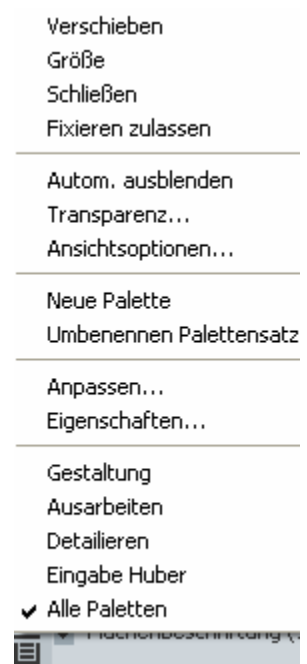 Verschieben
Größe
Schließen
Fixieren zulassen
Autom. ausblenden
Transparenz...
Ansichtsoptionen...
Neue Palette
Umbenennen Palettensatz
Anpassen...
Eigenschaften...
Gestaltung
Ausarbeiten
Detailieren
Eingabe Huber
Alle Paletten